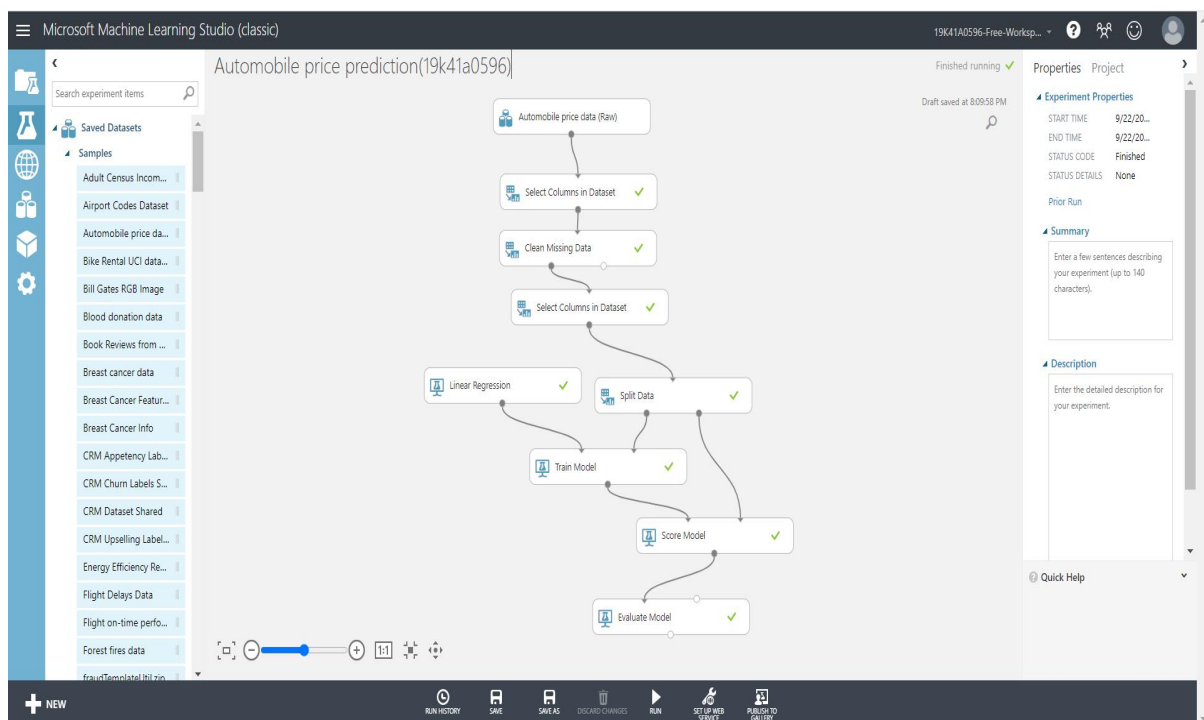 Microsoft Machine Learning Studio (classic)
19K41A0596-Free-Worksp...
Search experiment items
Saved Datasets
Samples
Adult Census Incom...
Airport Codes Dataset
Automobile price da...
Bike Rental UCI data...
Bill Gates RGB Image
Blood donation data
Book Reviews from ...
Breast cancer data
Breast Cancer Featur...
Breast Cancer Info
CRM Appetency Lab...
CRM Churn Labels S...
CRM Dataset Shared
CRM Upselling Label...
Energy Efficiency Re...
Flight Delays Data
Flight on-time perfo...
Forest fires data
fraudTemplateUtil.zip
Automobile price prediction(19k41a0596)
Finished running
Draft saved at 8:09:58 PM
Automobile price data (Raw)
Select Columns in Dataset
Clean Missing Data
Select Columns in Dataset
Linear Regression
Split Data
Train Model
Score Model
Evaluate Model
1:1
Properties Project
Experiment Properties
START TIME 9/22/20...
END TIME 9/22/20...
STATUS CODE Finished
STATUS DETAILS None
Prior Run
Summary
Enter a few sentences describing
your experiment (up to 140
characters).
Description
Enter the detailed description for
your experiment.
Quick Help
NEW
RUN HISTORY
SAVE
SAVE AS
DISCARD CHANGES
RUN
SET UP WEB
SERVICE
PUBLISH TO
GALLERY